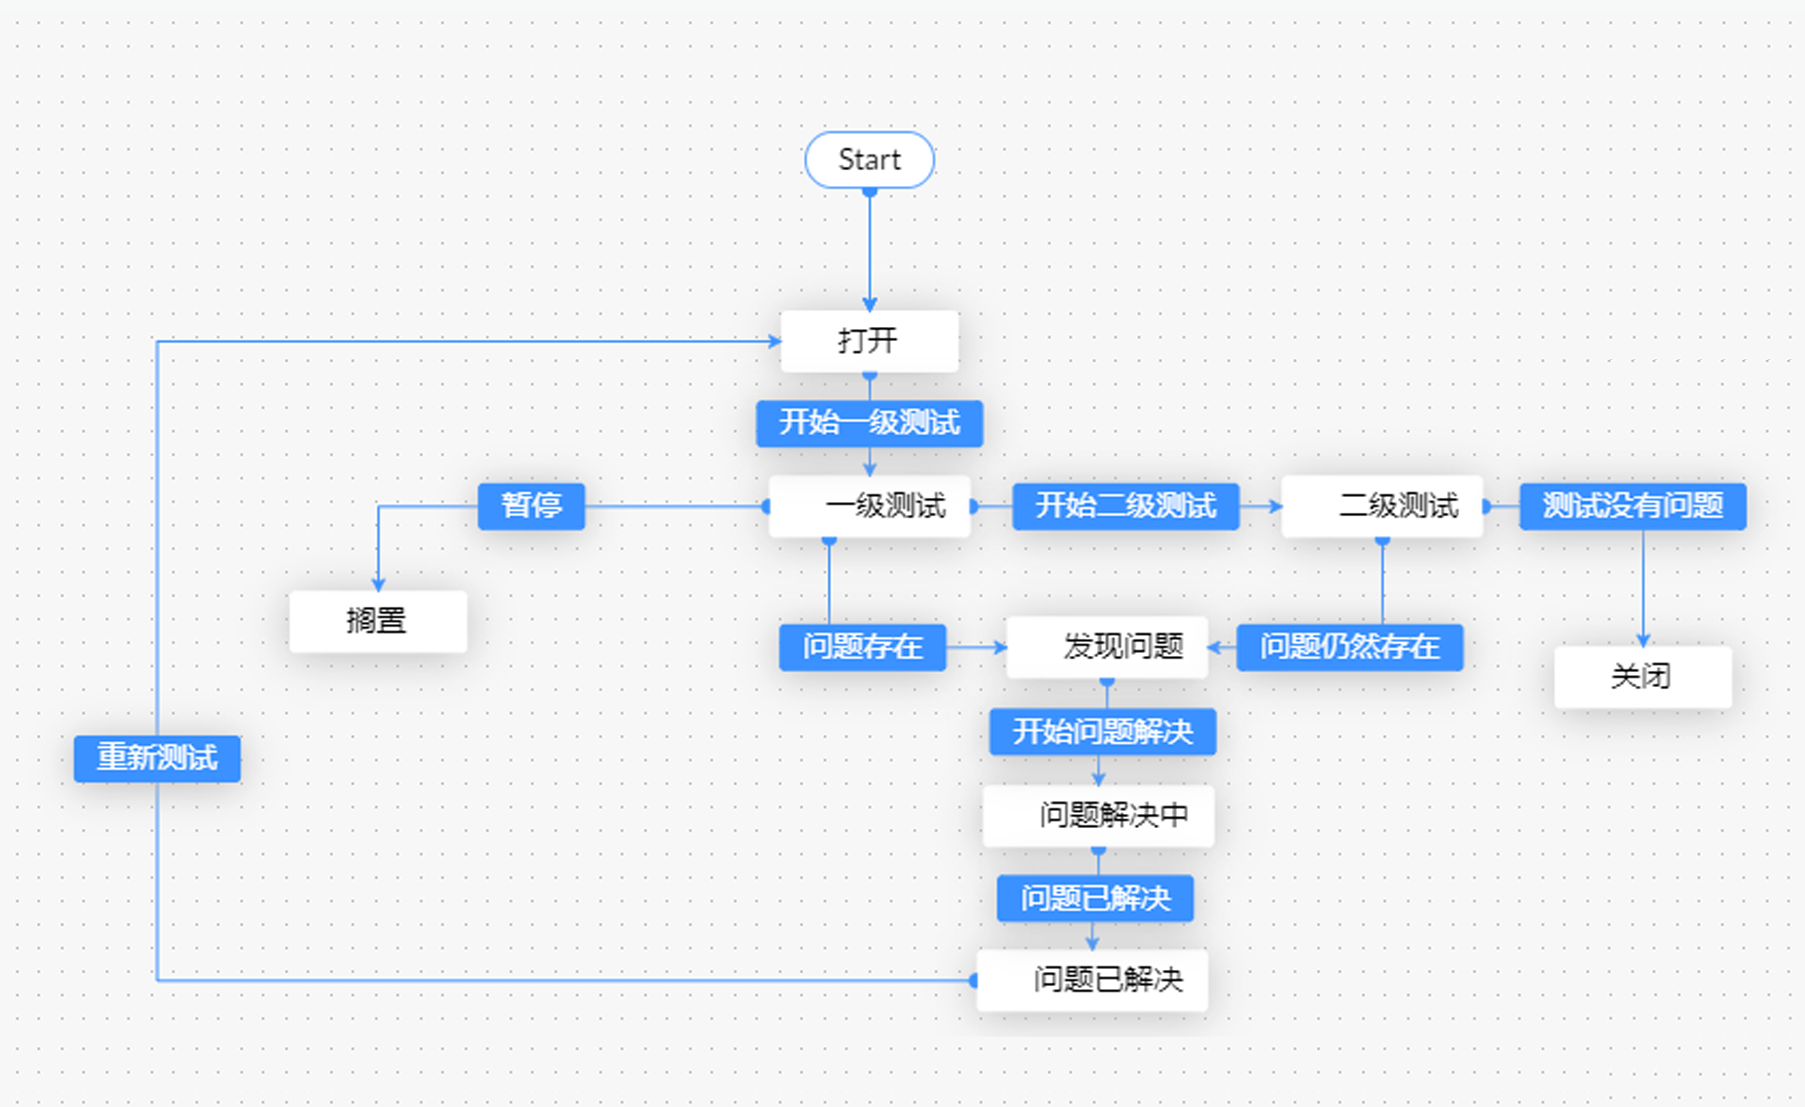 Start
打开
开始一级测试
暂停
一级测试
开始二级测试
二级测试
测试没有问题
搁置
问题存在
发现问题
问题仍然存在
关闭
开始问题解决
重新测试
问题解决中
问题已解决
问题已解决